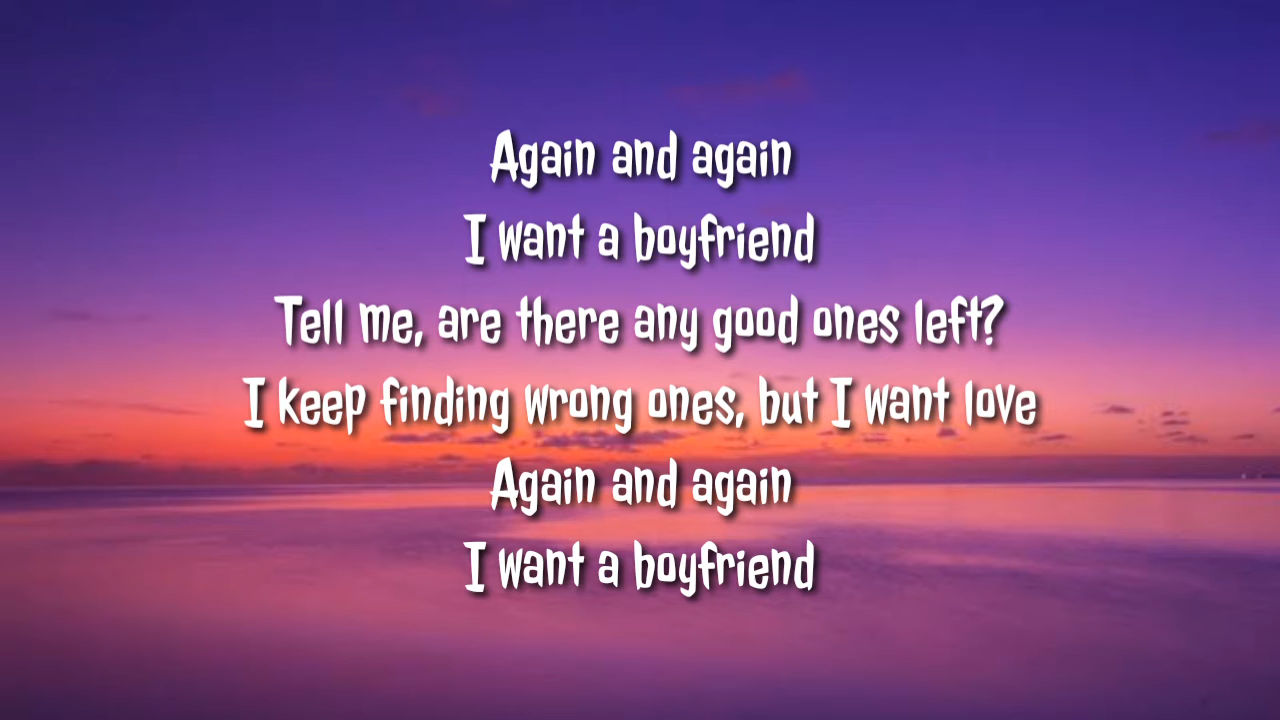 Again and again
I want a boyfriend
Tell me, are there any good ones left?
I keep finding wrong ones, but I want love
Again and again
I want a boyfriend